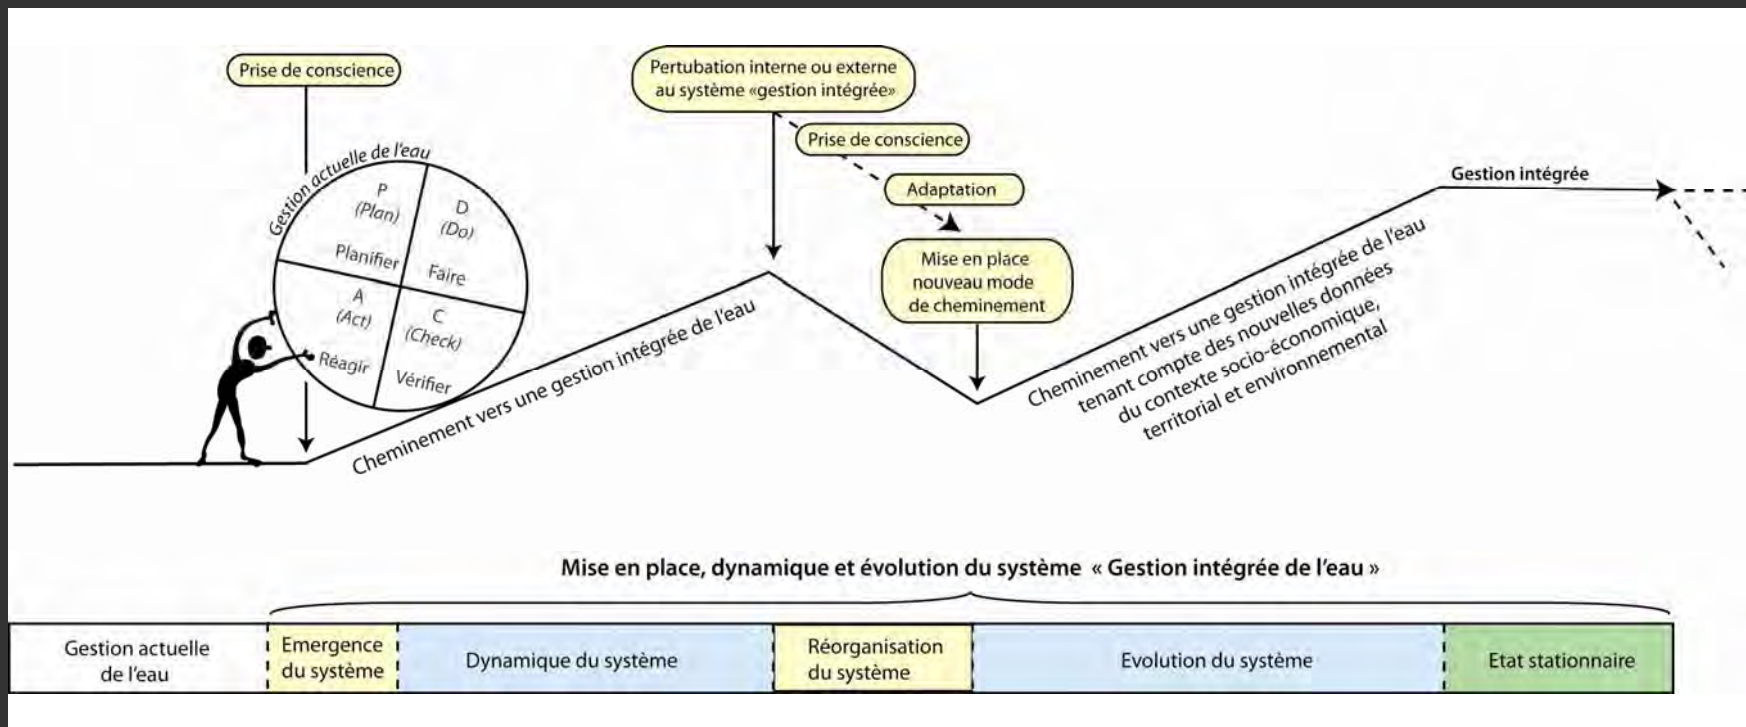 Prise de conscience
Gestion actuelle de l'eau
P
(Plan)
Planifier
D
(Do)
Faire
A
(Act)
Réagir
C
(Check)
Vérifier
Cheminement vers une gestion intégrée de l'eau
Pertubation interne ou externe
au système «gestion intégrée»
Prise de conscience
Adaptation
Mise en place
nouveau mode
de cheminement
Cheminement vers une gestion intégrée de l'eau
tenant compte des nouvelles données
du contexte socio-économique,
territorial et environnemental
Gestion intégrée
Mise en place, dynamique et évolution du système « Gestion intégrée de l'eau »
Gestion actuelle
de l'eau
Emergence
du système
Dynamique du système
Réorganisation
du système
Evolution du système
Etat stationnaire